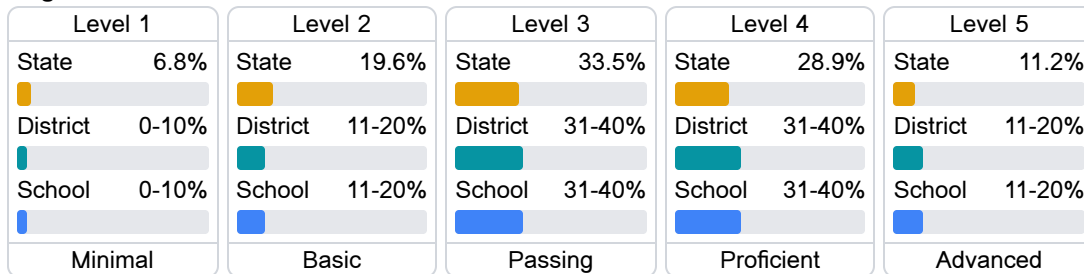 Level 1
State 6.8%
District 0-10%
School 0-10%
Minimal
Level 2
State 19.6%
District 11-20%
School 11-20%
Basic
Level 3
State 33.5%
District 31-40%
School 31-40%
Passing
Level 4
State 28.9%
District 31-40%
School 31-40%
Proficient
Level 5
State 11.2%
District 11-20%
School 11-20%
Advanced